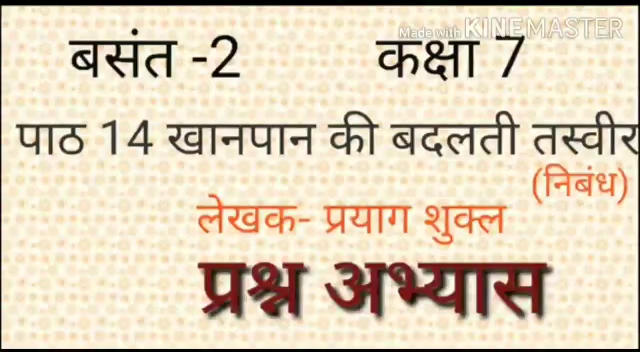 Made with KINEMASTER
बसंत -2 कक्षा 7
पाठ 14 खानपान की बदलती तस्वीर
(निबंध)
लेखक- प्रयाग शुक्ल
प्रश्न अभ्यास